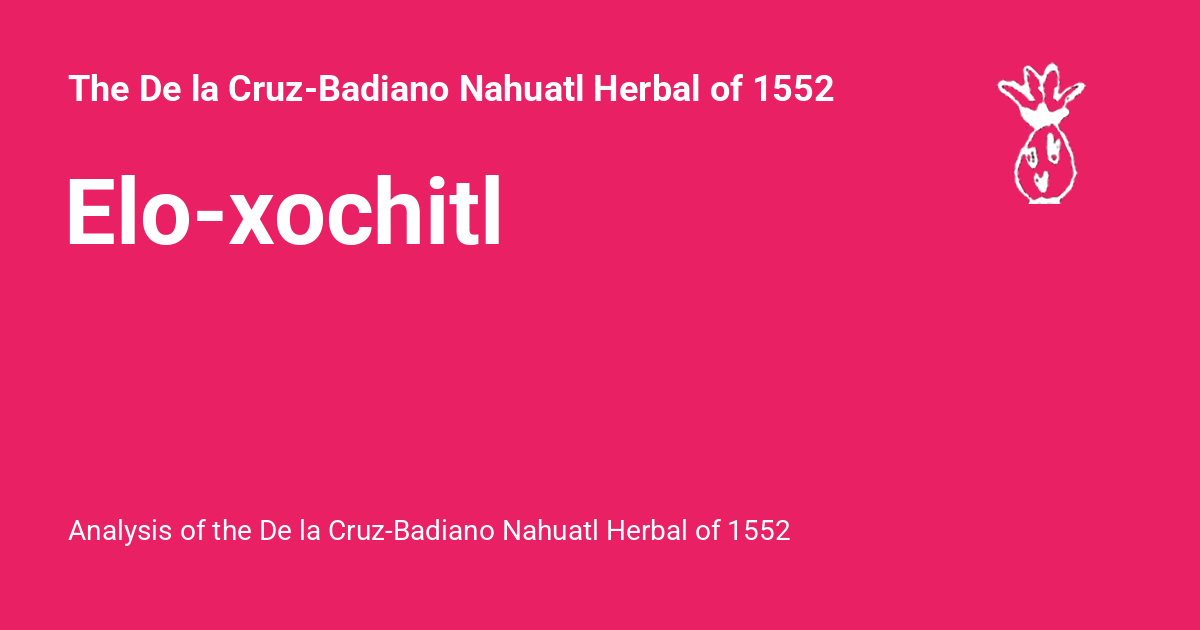 The De la Cruz-Badiano Nahuatl Herbal of 1552
Elo-xochitl
Analysis of the De la Cruz-Badiano Nahuatl Herbal of 1552